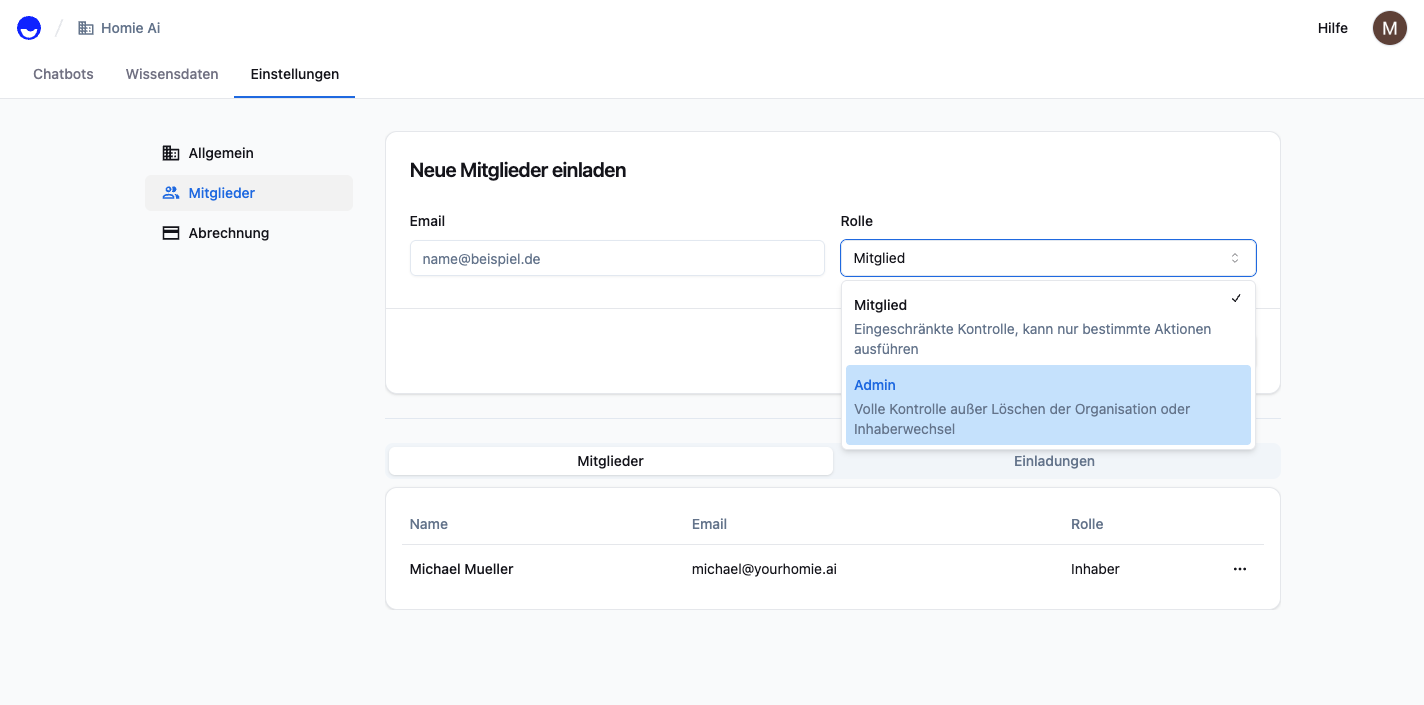 Homie Ai
Hilfe
M
Chatbots
Wissensdaten
Einstellungen
Allgemein
Mitglieder
Abrechnung
Neue Mitglieder einladen
Email
name@beispiel.de
Rolle
Mitglied
Mitglied
Eingeschränkte Kontrolle, kann nur bestimmte Aktionen
ausführen
Admin
Volle Kontrolle außer Löschen der Organisation oder
Inhaberwechsel
Mitglieder
Einladungen
Name
Email
Rolle
Michael Mueller
michael@yourhomie.ai
Inhaber